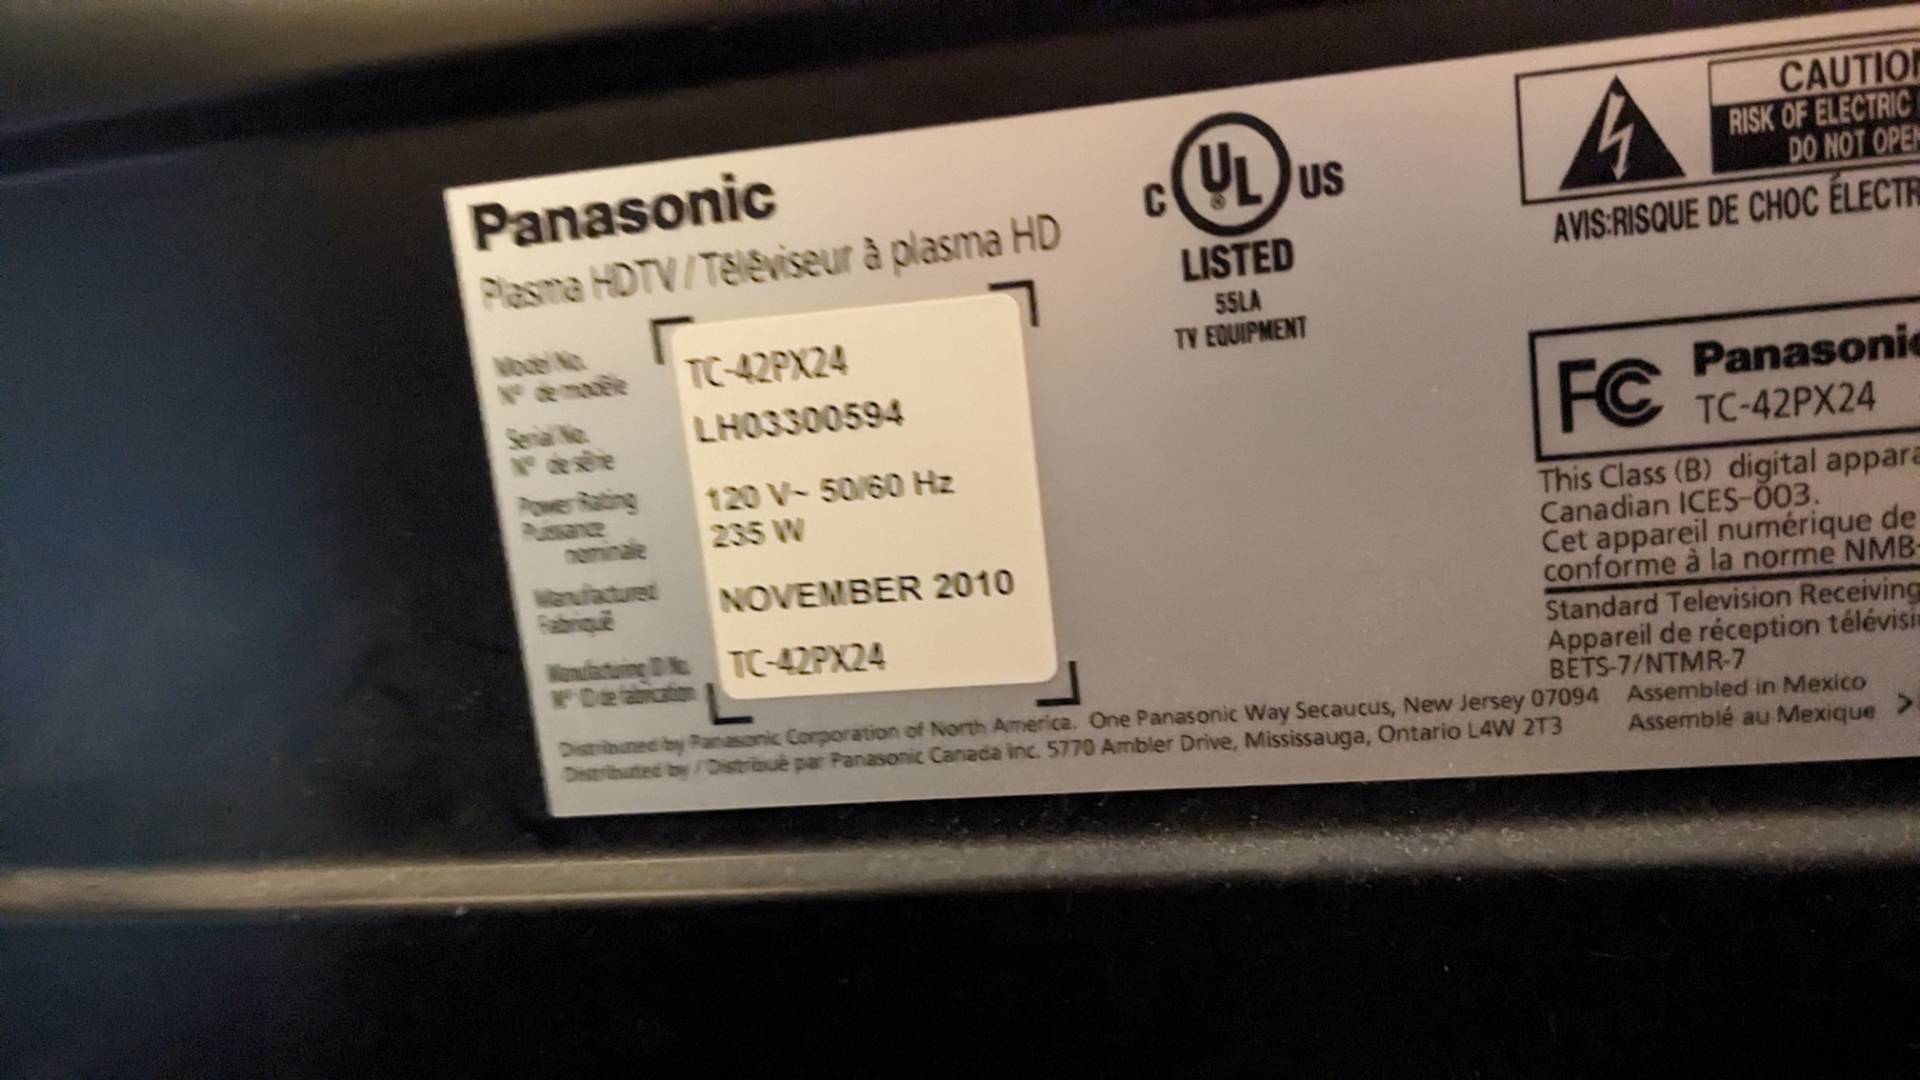 Panasonic
Plasma HDTV / Téléviseur à plasma HD
Model No.
N° de modèle
TC-42PX24
Serial No.
N° de série
LH03300594
Power Rating
Puissance
nominale
120 V~ 50/60 Hz
235 W
Manufactured
Fabriqué
NOVEMBER 2010
Manufacturing ID No.
N° ID de fabrication
TC-42PX24
Distributed by Panasonic Corporation of North America. One Panasonic Way Secaucus, New Jersey 07094
Distributed by / Distribué par Panasonic Canada Inc. 5770 Ambler Drive, Mississauga, Ontario L4W 2T3
Assembled in Mexico
Assemblé au Mexique
C UL ® US
LISTED
55LA
TV EQUIPMENT
CAUTION
RISK OF ELECTRIC
DO NOT OPEN
AVIS:RISQUE DE CHOC ÉLECTR
FC Panasonic
TC-42PX24
This Class (B) digital appara
Canadian ICES-003.
Cet appareil numérique de
conforme à la norme NMB-
Standard Television Receiving
Appareil de réception télévisi
BETS-7/NTMR-7